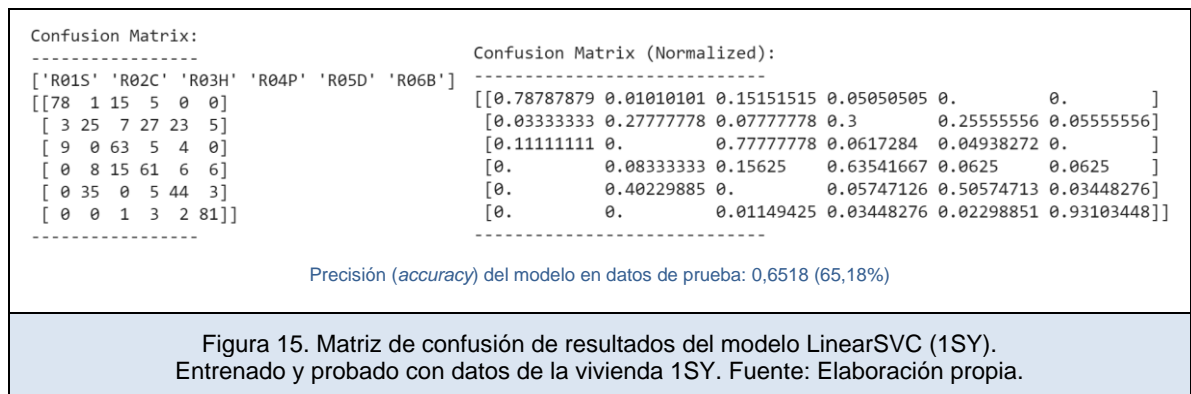 Confusion Matrix:
-----------------
['R01S' 'R02C' 'R03H' 'R04P' 'R05D' 'R06B']
[[78  1 15  5  0  0]
 [ 3 25  7 27 23  5]
 [ 9  0 63  5  4  0]
 [ 0  8 15 61  6  6]
 [ 0 35  0  5 44  3]
 [ 0  0  1  3  2 81]]
-----------------
Confusion Matrix (Normalized):
-----------------------------
[[0.78787879 0.01010101 0.15151515 0.05050505 0.         0.        ]
 [0.03333333 0.27777778 0.07777778 0.3        0.25555556 0.05555556]
 [0.11111111 0.         0.77777778 0.0617284  0.04938272 0.        ]
 [0.         0.08333333 0.15625    0.63541667 0.0625     0.0625    ]
 [0.         0.40229885 0.         0.05747126 0.50574713 0.03448276]
 [0.         0.         0.01149425 0.03448276 0.02298851 0.93103448]]
-----------------------------
Precisión (accuracy) del modelo en datos de prueba: 0,6518 (65,18%)
Figura 15. Matriz de confusión de resultados del modelo LinearSVC (1SY).
Entrenado y probado con datos de la vivienda 1SY. Fuente: Elaboración propia.